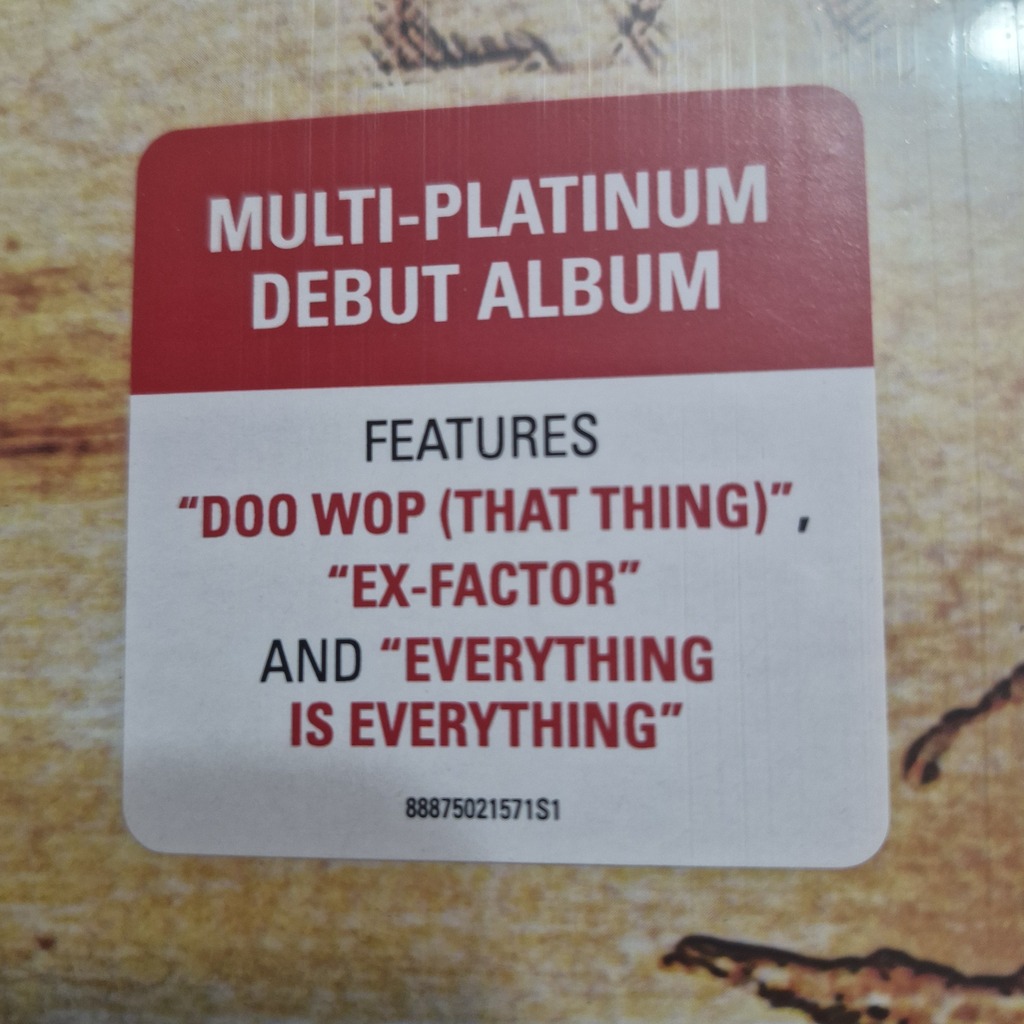 MULTI-PLATINUM
DEBUT ALBUM
FEATURES
“DOO WOP (THAT THING)”,
“EX-FACTOR”
AND “EVERYTHING
IS EVERYTHING”
88875021571S1